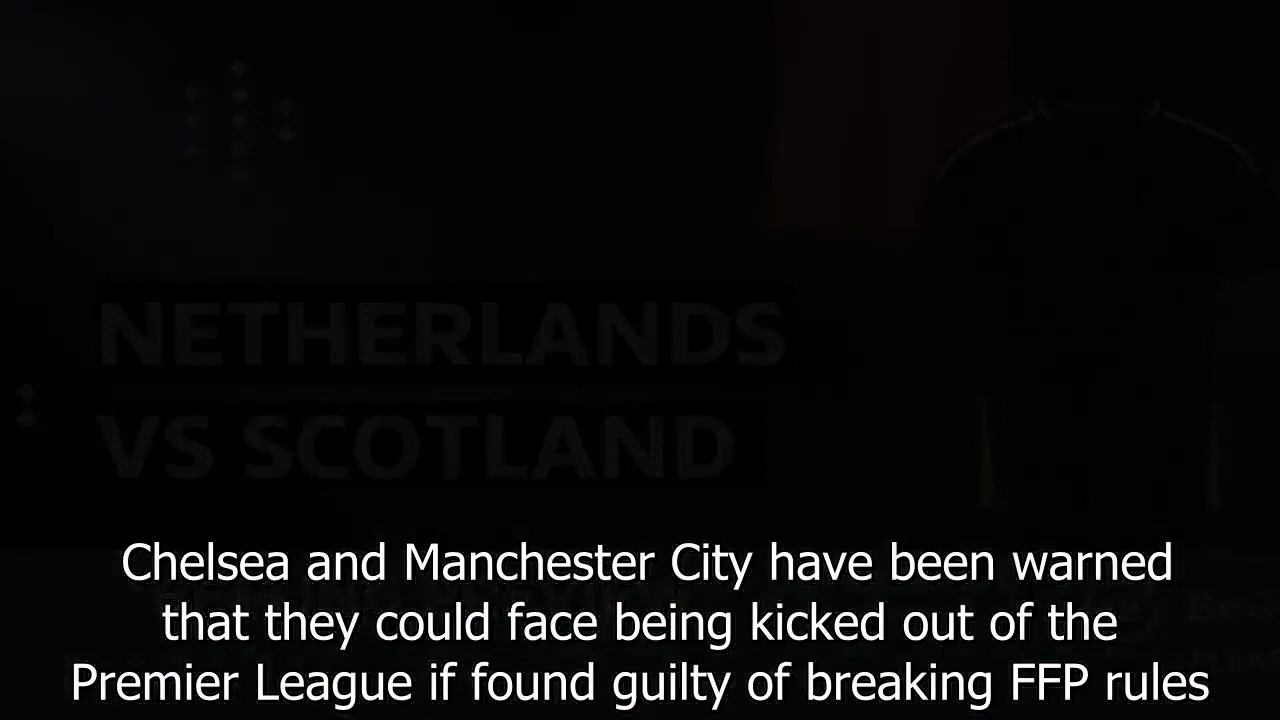 NETHERLANDS
VS SCOTLAND
Chelsea and Manchester City have been warned
that they could face being kicked out of the
Premier League if found guilty of breaking FFP rules